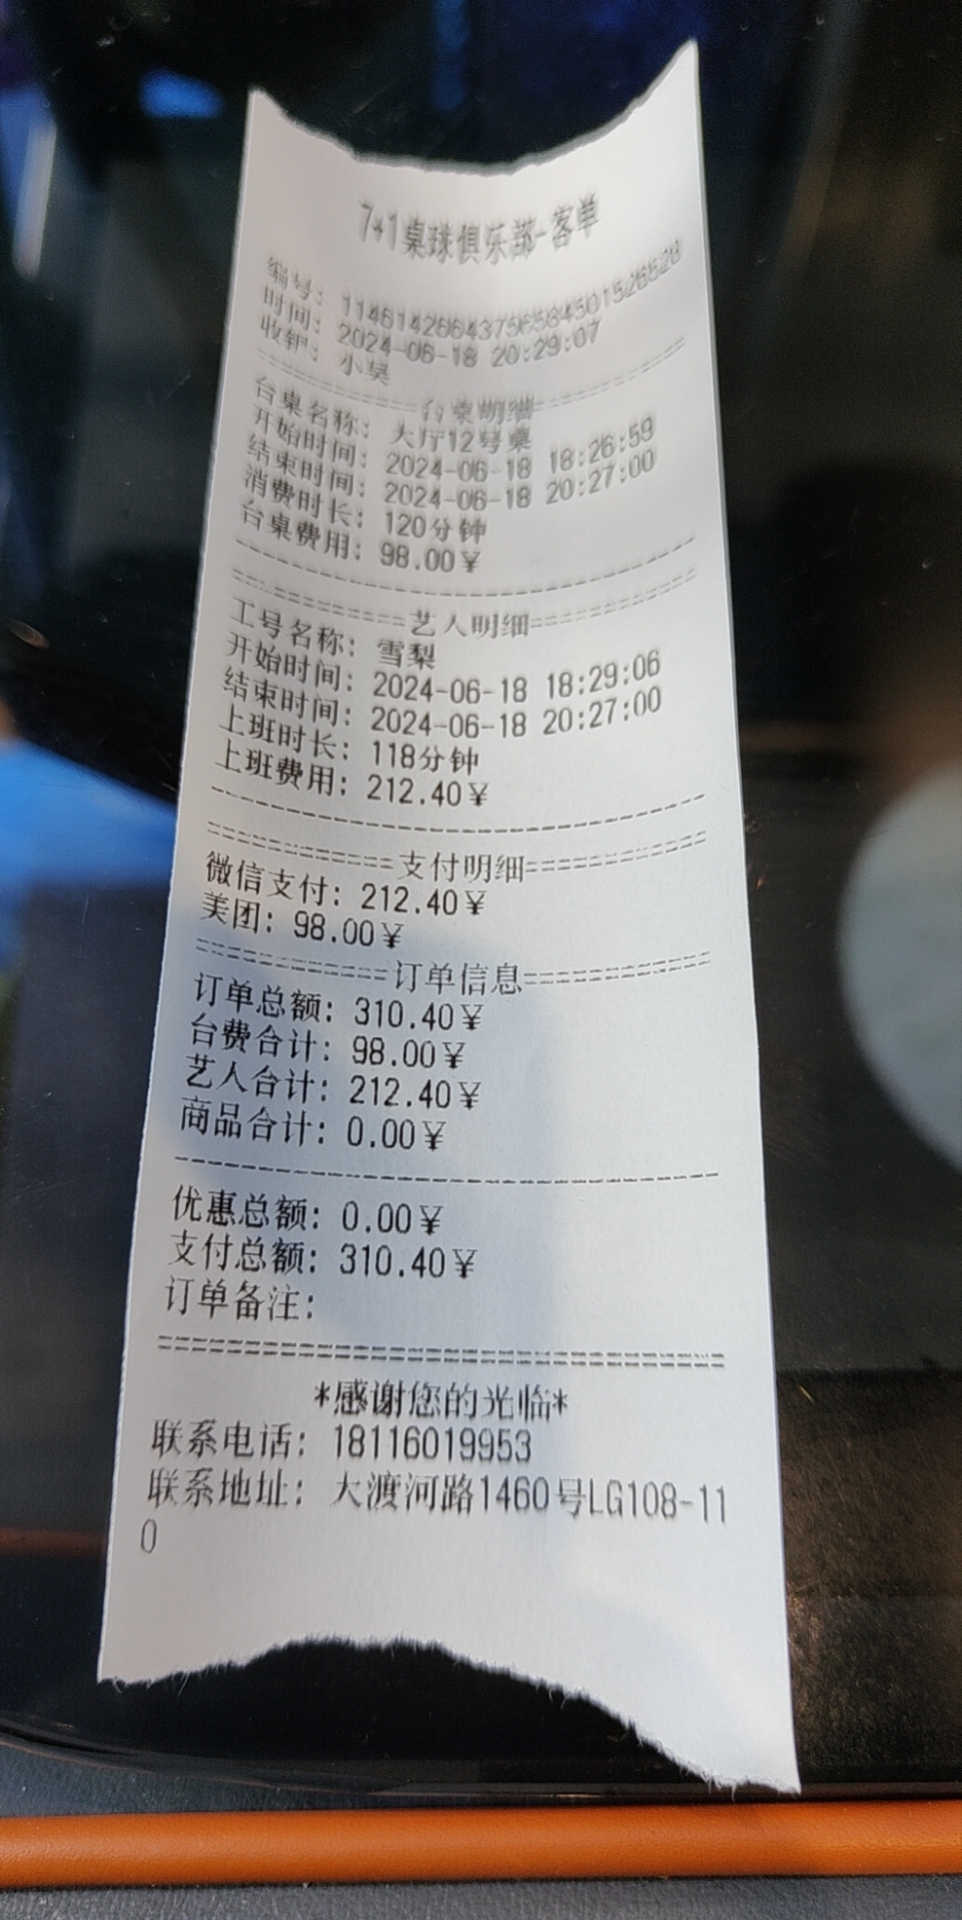 7+1桌球俱乐部-客单
编号: 11461426643756564501526528
时间: 2024-06-18 20:29:07
收银: 小吴
==========台桌明细==========
台桌名称: 大厅12号桌
开始时间: 2024-06-18 18:26:59
结束时间: 2024-06-18 20:27:00
消费时长: 120分钟
台桌费用: 98.00¥
--------------------------------
==========艺人明细==========
工号名称: 雪梨
开始时间: 2024-06-18 18:29:06
结束时间: 2024-06-18 20:27:00
上班时长: 118分钟
上班费用: 212.40¥
--------------------------------
==========支付明细==========
微信支付: 212.40¥
美团: 98.00¥
==========订单信息==========
订单总额: 310.40¥
台费合计: 98.00¥
艺人合计: 212.40¥
商品合计: 0.00¥
--------------------------------
优惠总额: 0.00¥
支付总额: 310.40¥
订单备注:
================================
*感谢您的光临*
联系电话: 18116019953
联系地址: 大渡河路1460号LG108-11
0